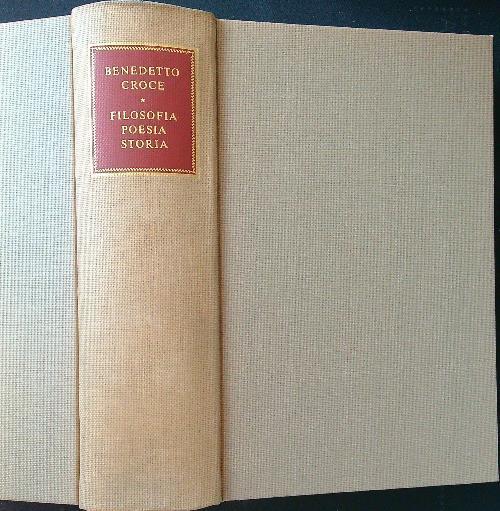 BENEDETTO
CROCE
*
FILOSOFIA
POESIA
STORIA